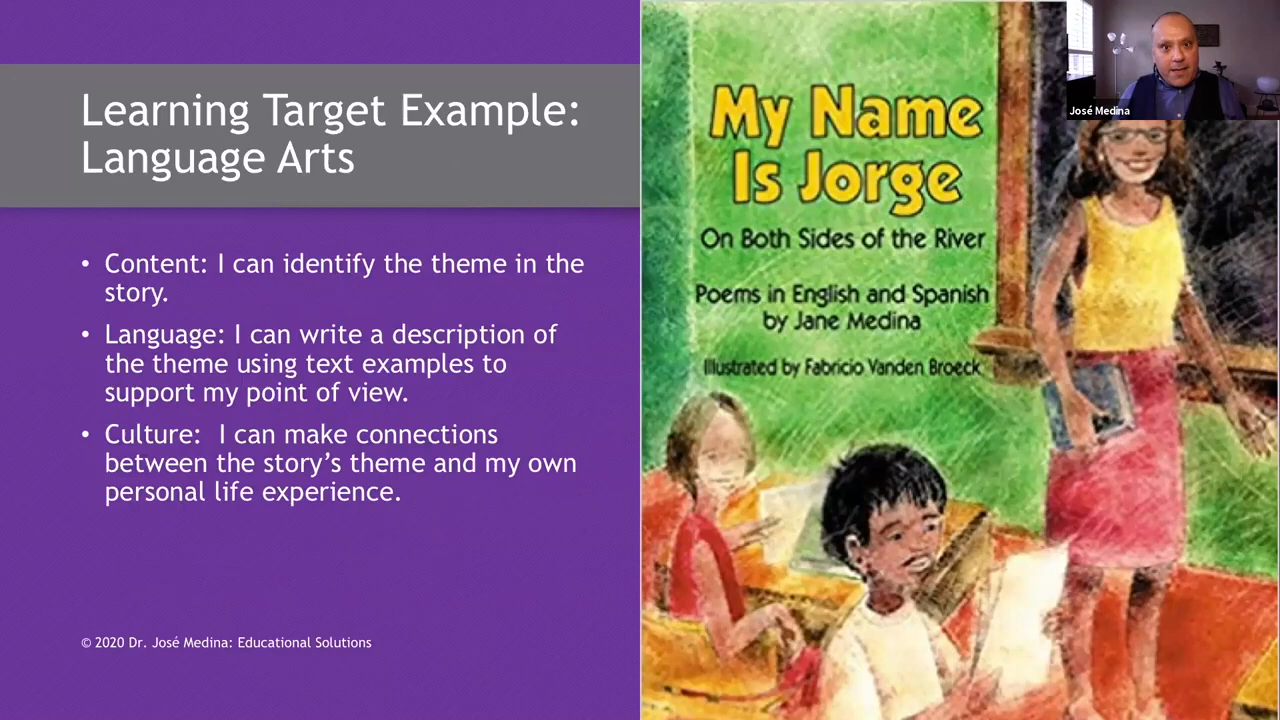 Learning Target Example:
Language Arts
• Content: I can identify the theme in the
story.
• Language: I can write a description of
the theme using text examples to
support my point of view.
• Culture:  I can make connections
between the story’s theme and my own
personal life experience.
© 2020 Dr. José Medina: Educational Solutions
My Name
Is Jorge
On Both Sides of the River
Poems in English and Spanish
by Jane Medina
Illustrated by Fabricio Vanden Broeck
José Medina